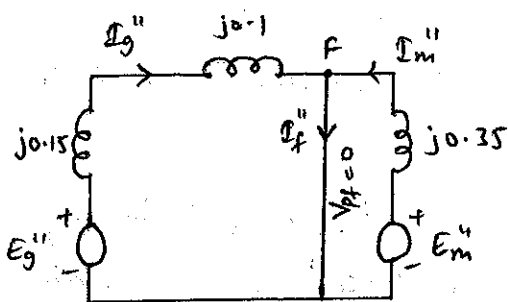 Ig'' j0.1 F Im''
j0.15 If'' Vpf=0 j0.35
+ +
Eg'' Em''
- -